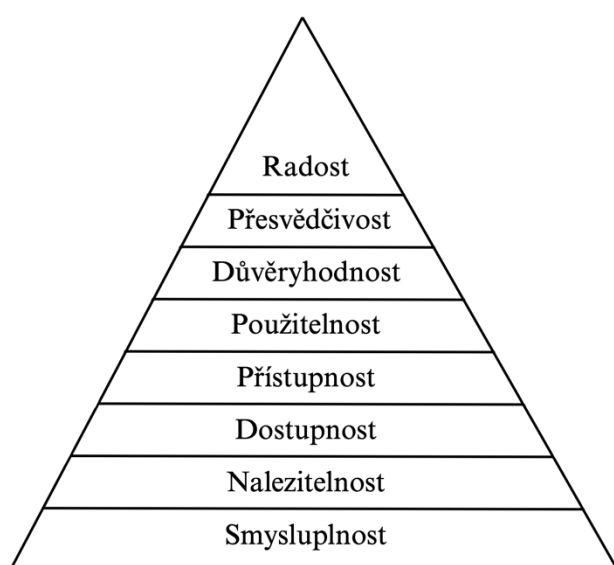 Radost
Přesvědčivost
Důvěryhodnost
Použitelnost
Přístupnost
Dostupnost
Nalezitelnost
Smysluplnost